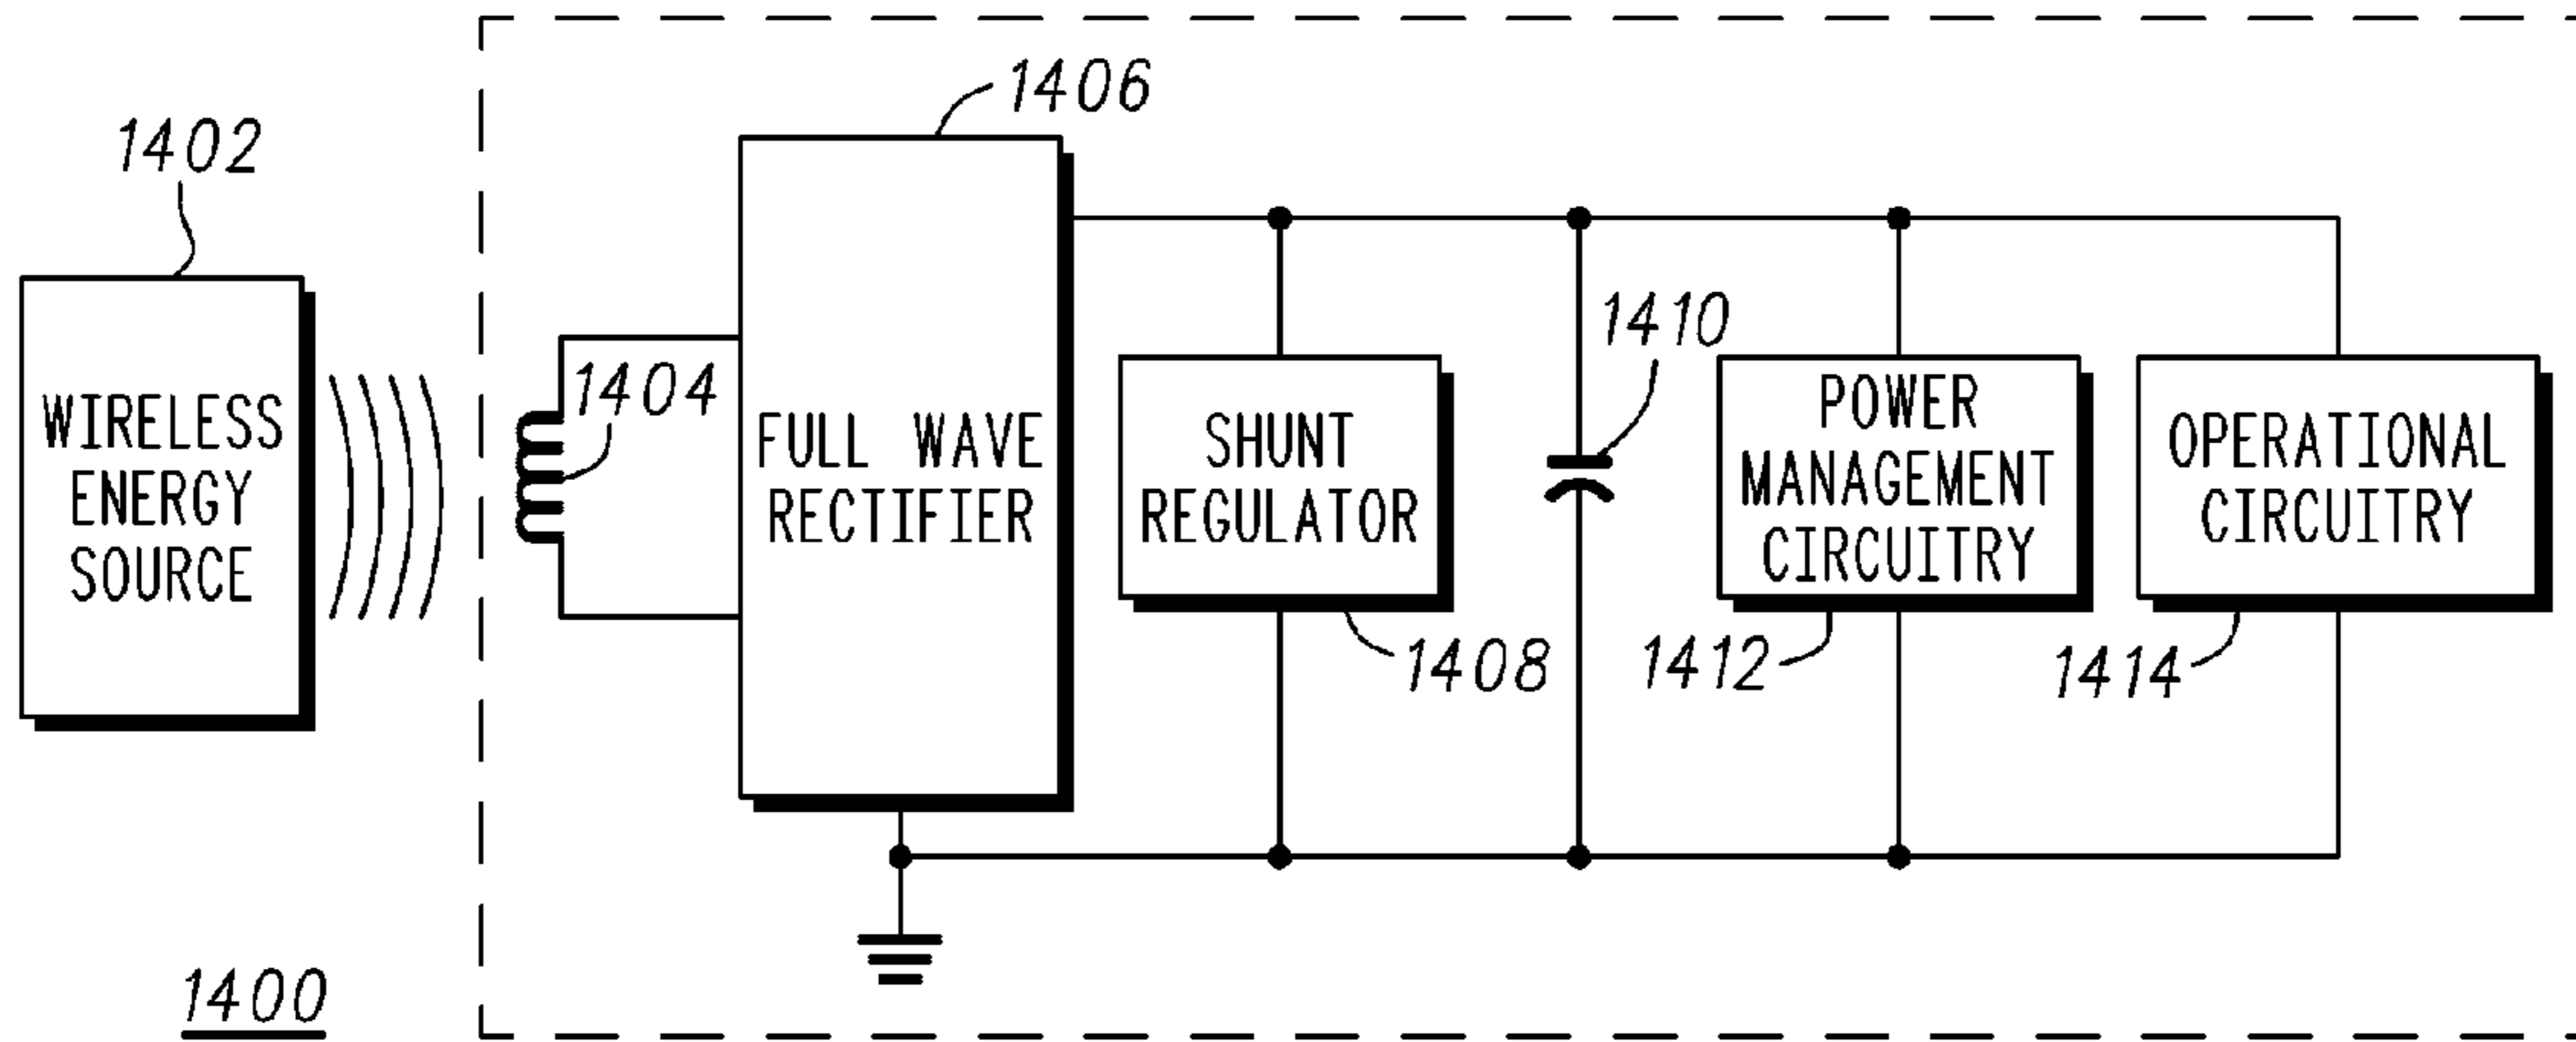 1406
1402
1410
1404
WIRELESS
ENERGY
SOURCE
FULL WAVE
RECTIFIER
SHUNT
REGULATOR
POWER
MANAGEMENT
CIRCUITRY
OPERATIONAL
CIRCUITRY
1408
1412
1414
1400